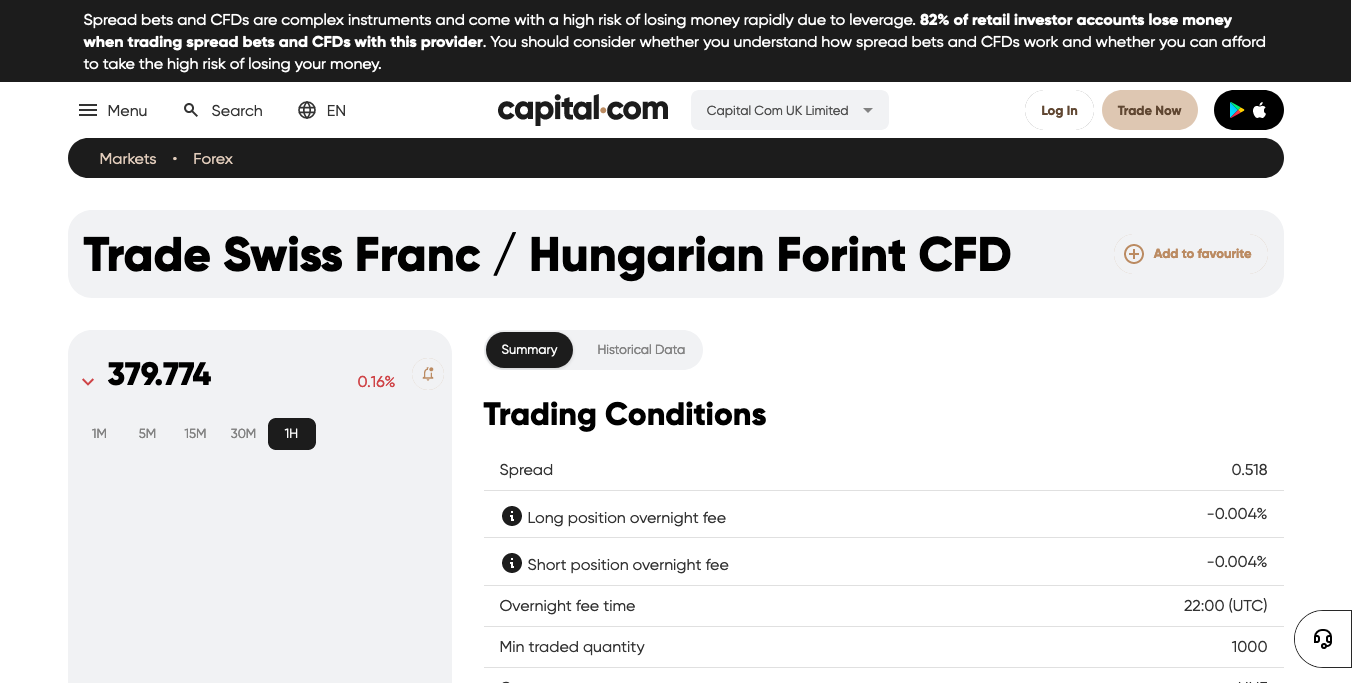 Spread bets and CFDs are complex instruments and come with a high risk of losing money rapidly due to leverage. 82% of retail investor accounts lose money
when trading spread bets and CFDs with this provider. You should consider whether you understand how spread bets and CFDs work and whether you can afford
to take the high risk of losing your money.
Menu Search EN capital.com Capital Com UK Limited Log In Trade Now
Markets • Forex
Trade Swiss Franc / Hungarian Forint CFD Add to favourite
379.774 0.16%
1M 5M 15M 30M 1H
Summary Historical Data
Trading Conditions
Spread 0.518
Long position overnight fee -0.004%
Short position overnight fee -0.004%
Overnight fee time 22:00 (UTC)
Min traded quantity 1000